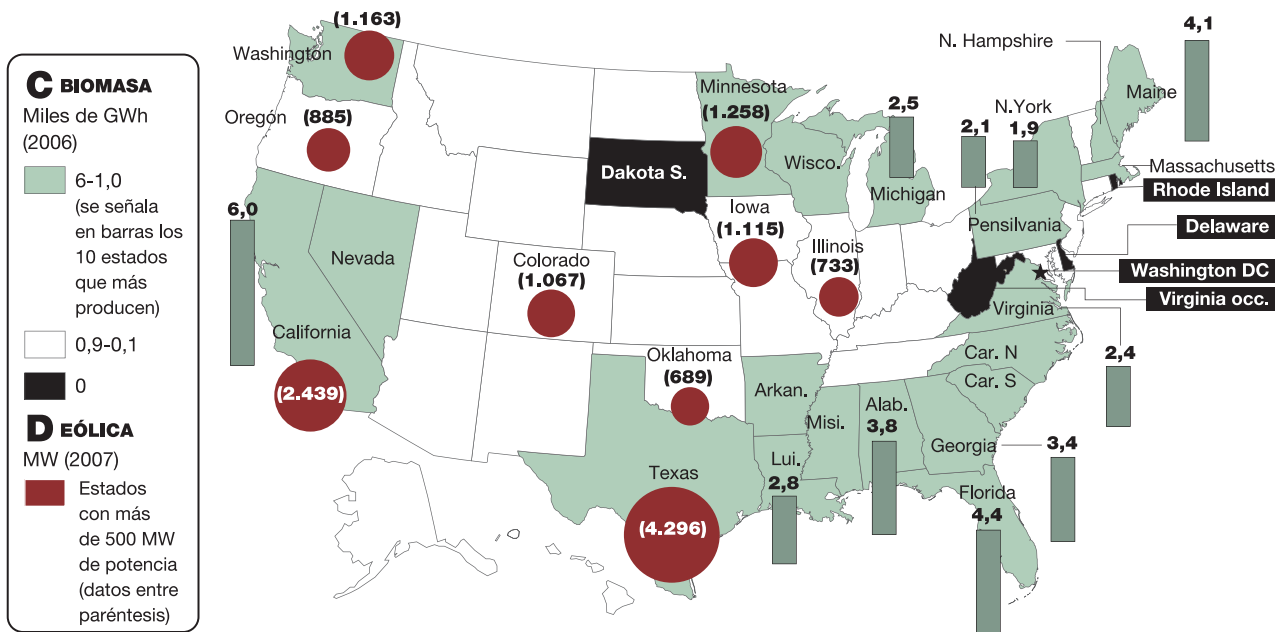 C BIOMASA
Miles de GWh
(2006)
6-1,0
(se señala
en barras los
10 estados
que más
producen)
0,9-0,1
0
D EÓLICA
MW (2007)
Estados
con más
de 500 MW
de potencia
(datos entre
paréntesis)
(1.163)
Washington
Oregón
(885)
6,0
Nevada
California
(2.439)
Colorado
(1.067)
Dakota S.
Minnesota
(1.258)
Wisco.
2,5
Michigan
Iowa
(1.115)
Illinois
(733)
Oklahoma
(689)
Texas
(4.296)
Arkan.
Lui.
2,8
Misi.
Alab.
3,8
Georgia
3,4
Florida
4,4
Car. N
Car. S
Virginia
2,4
Pensilvania
2,1
N.York
1,9
N. Hampshire
Maine
4,1
Massachusetts
Rhode Island
Delaware
Washington DC
Virginia occ.